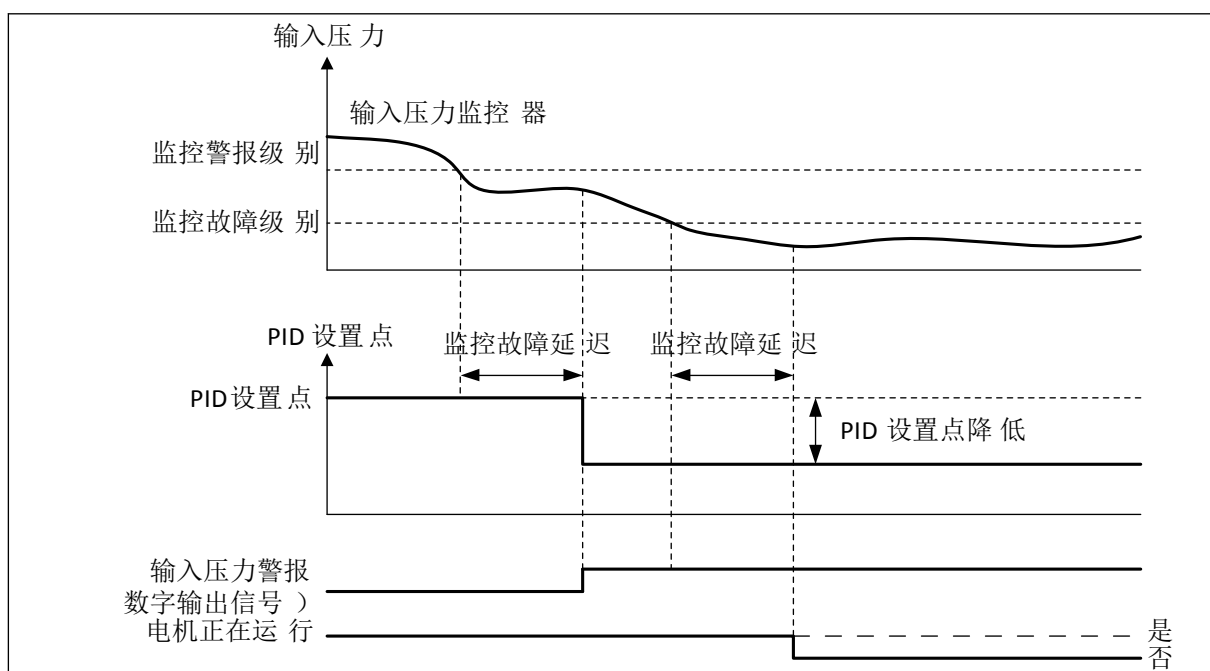 输入压 力
输入压力监控 器
监控警报级 别
监控故障级 别
PID 设置 点
监控故障延 迟
监控故障延 迟
PID设置 点
PID 设置点降 低
输入压力警报
数字输出信号 ）
电机正在运 行
是
否